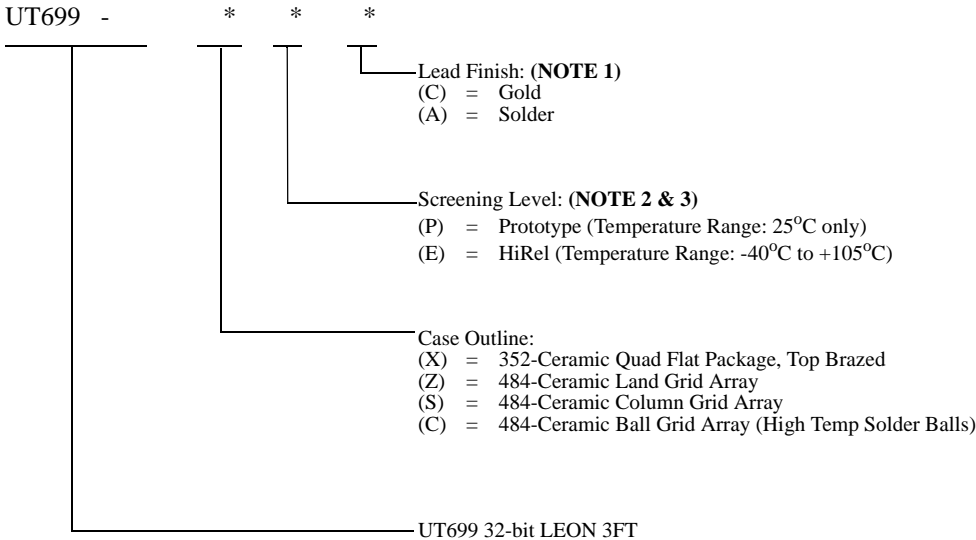 UT699 - * * *
Lead Finish: (NOTE 1)
(C) = Gold
(A) = Solder
Screening Level: (NOTE 2 & 3)
(P) = Prototype (Temperature Range: 25°C only)
(E) = HiRel (Temperature Range: -40°C to +105°C)
Case Outline:
(X) = 352-Ceramic Quad Flat Package, Top Brazed
(Z) = 484-Ceramic Land Grid Array
(S) = 484-Ceramic Column Grid Array
(C) = 484-Ceramic Ball Grid Array (High Temp Solder Balls)
UT699 32-bit LEON 3FT